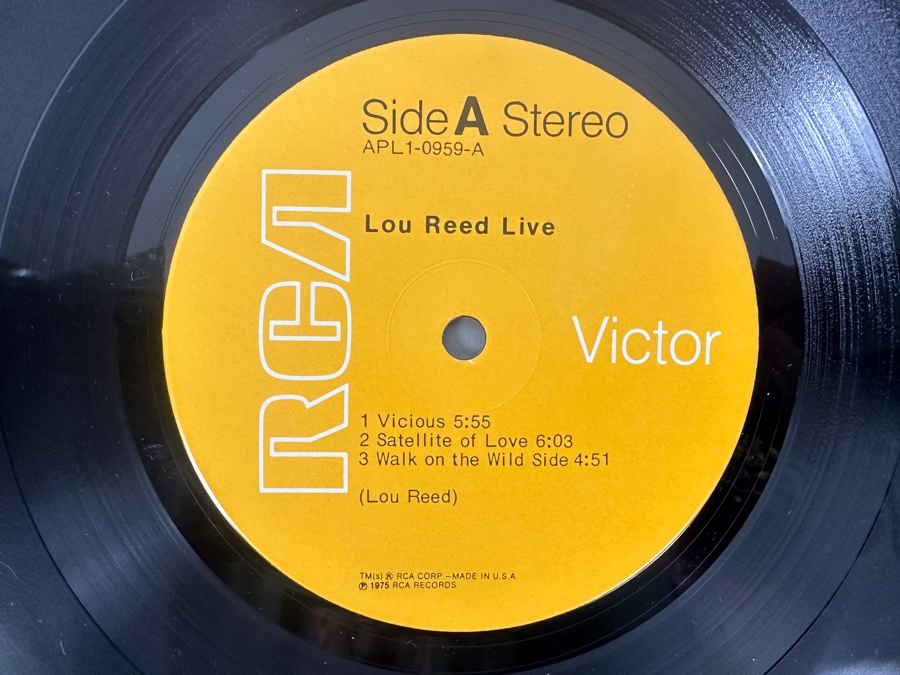 Side A Stereo
APL1-0959-A
RCA
Lou Reed Live
Victor
1 Vicious 5:55
2 Satellite of Love 6:03
3 Walk on the Wild Side 4:51
(Lou Reed)
TM(s) ® RCA CORP.—MADE IN U.S.A.
℗ 1975 RCA RECORDS